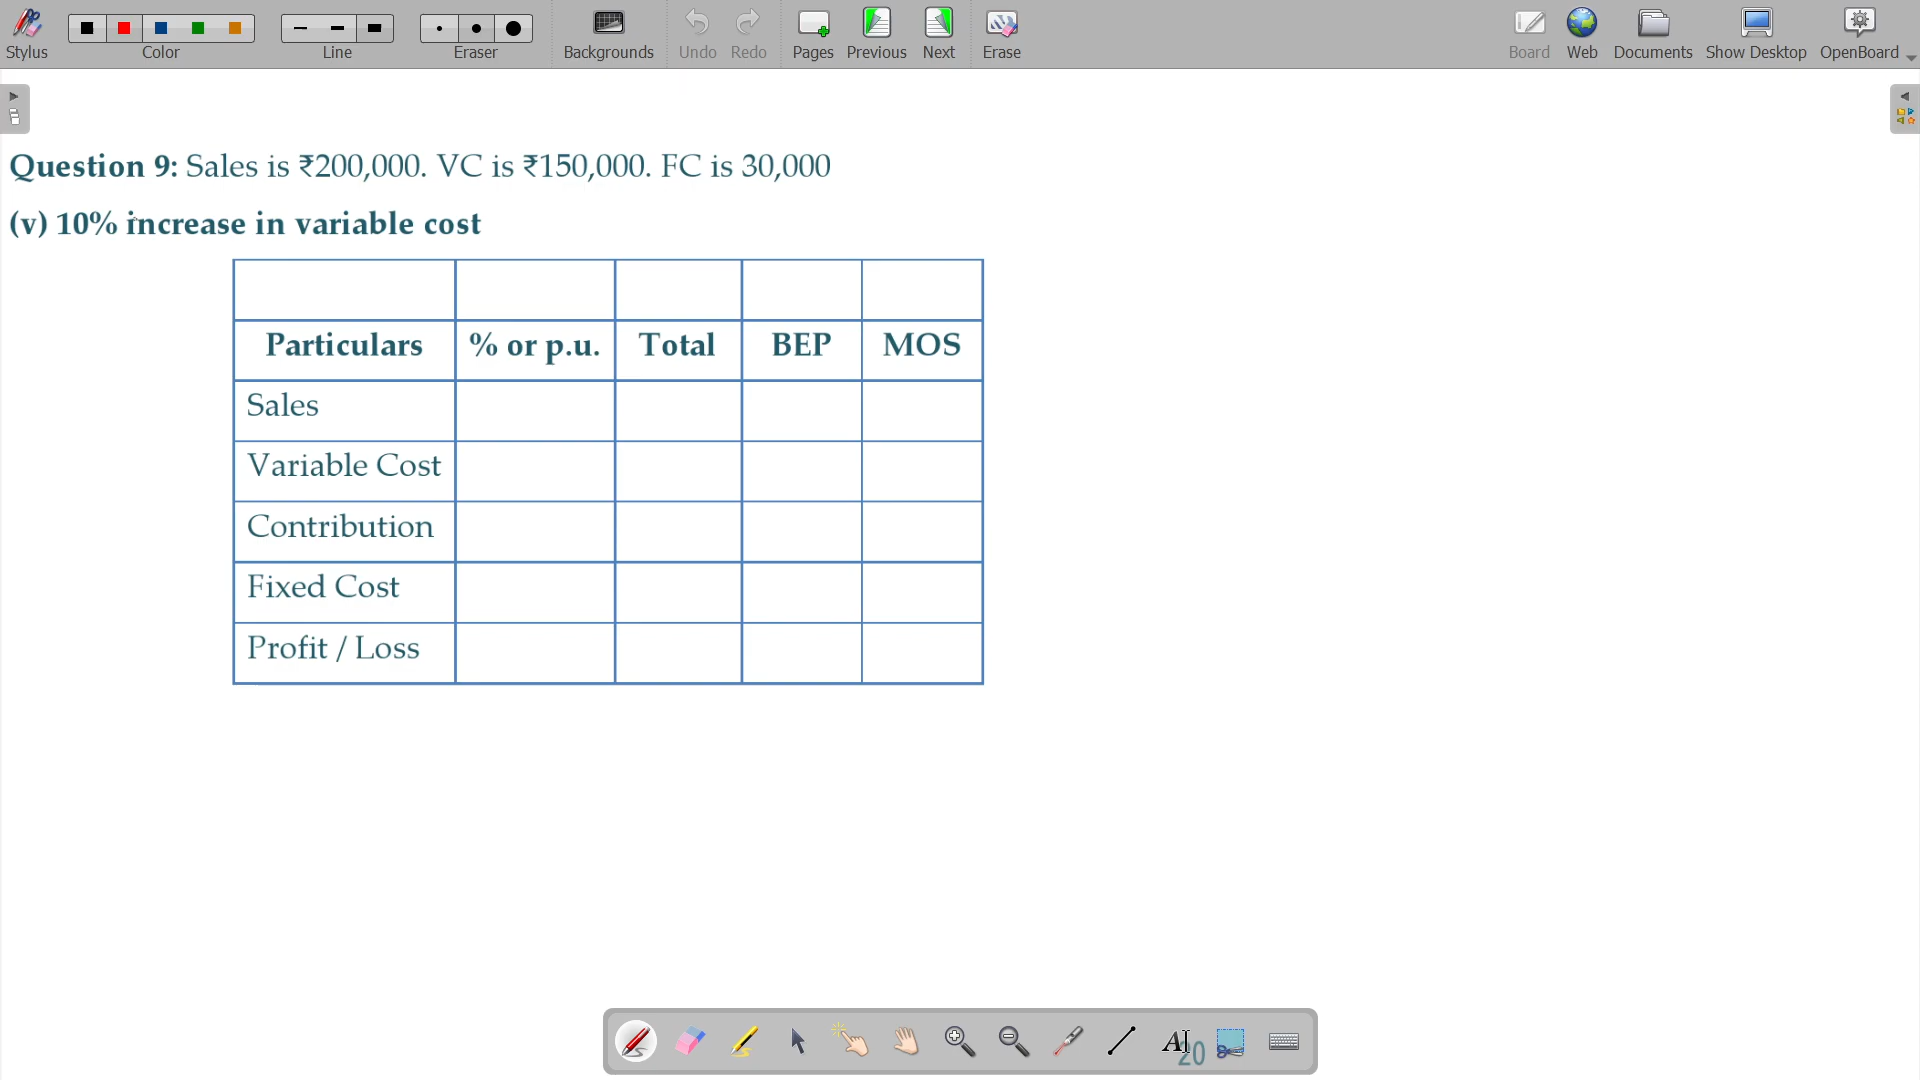 Stylus Color Line Eraser Backgrounds Undo Redo Pages Previous Next Erase Board Web Documents Show Desktop OpenBoard
Question 9: Sales is ₹200,000. VC is ₹150,000. FC is 30,000
(v) 10% increase in variable cost
Particulars % or p.u. Total BEP MOS
Sales
Variable Cost
Contribution
Fixed Cost
Profit / Loss
20